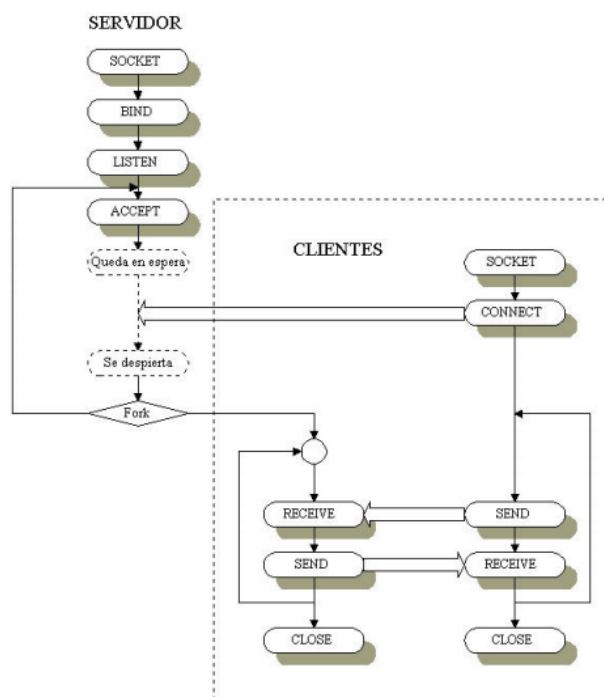 SERVIDOR
SOCKET
BIND
LISTEN
ACCEPT
Queda en espera
CLIENTES
SOCKET
CONNECT
Se despierta
Fork
RECEIVE
SEND
SEND
RECEIVE
CLOSE
CLOSE